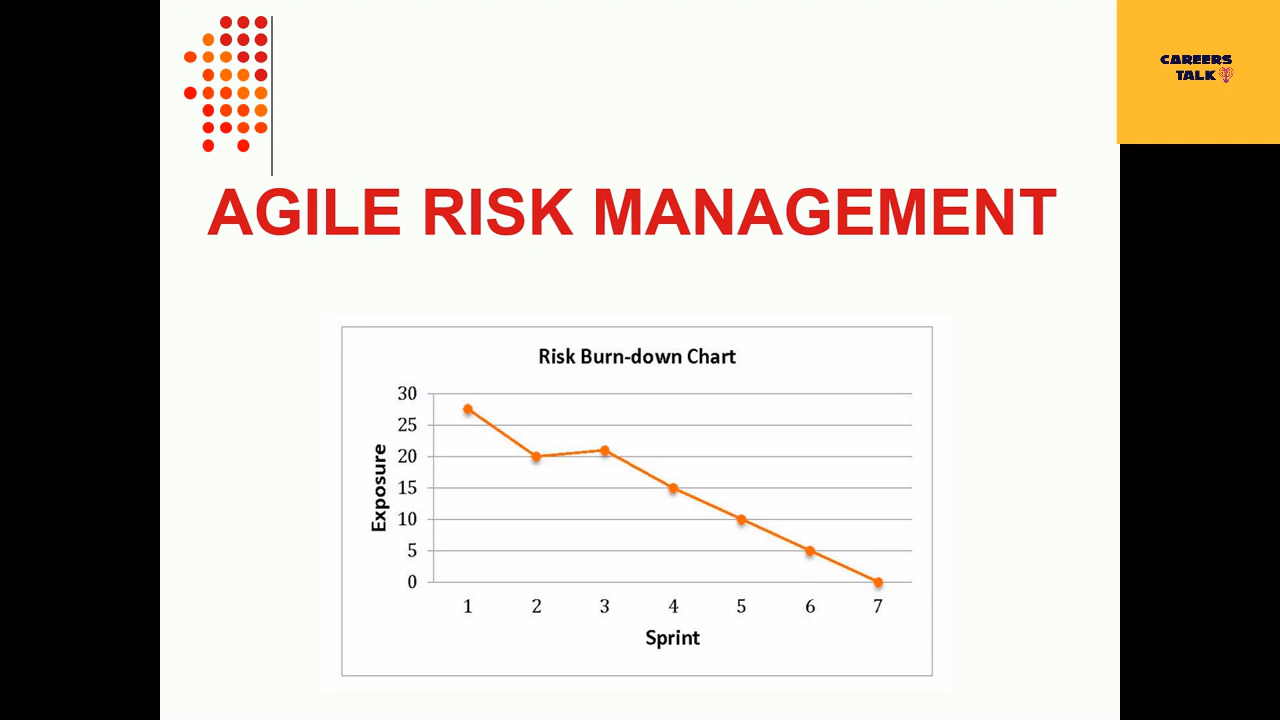 CAREERS
TALK
AGILE RISK MANAGEMENT
Risk Burn-down Chart
30
25
20
15
10
5
0
Exposure
1 2 3 4 5 6 7
Sprint